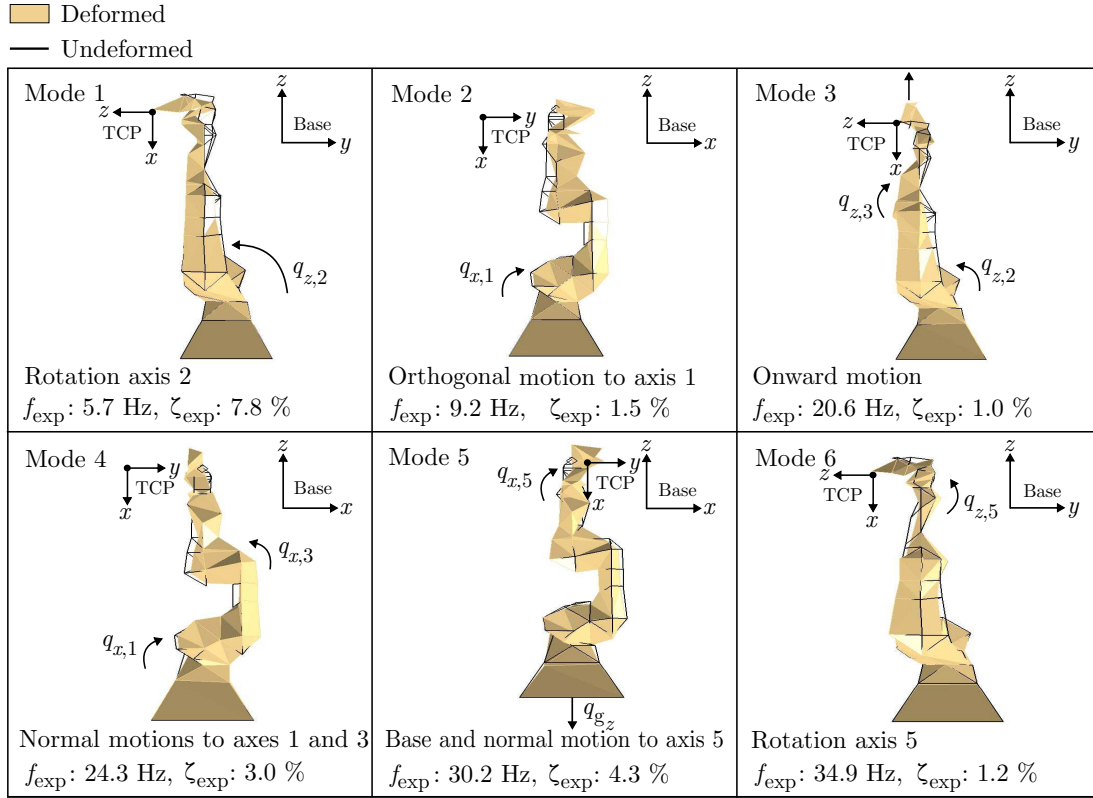 Deformed
Undeformed
Mode 1
z
TCP
x
z
Base
y
q_{z,2}
Rotation axis 2
f_exp: 5.7 Hz, ζ_exp: 7.8 %
Mode 2
y
TCP
x
z
Base
x
q_{x,1}
Orthogonal motion to axis 1
f_exp: 9.2 Hz, ζ_exp: 1.5 %
Mode 3
z
TCP
x
z
Base
y
q_{z,3}
q_{z,2}
Onward motion
f_exp: 20.6 Hz, ζ_exp: 1.0 %
Mode 4
y
TCP
x
z
Base
x
q_{x,3}
q_{x,1}
Normal motions to axes 1 and 3
f_exp: 24.3 Hz, ζ_exp: 3.0 %
Mode 5
q_{x,5}
y
TCP
x
z
Base
x
q_{g_z}
Base and normal motion to axis 5
f_exp: 30.2 Hz, ζ_exp: 4.3 %
Mode 6
z
TCP
x
z
Base
y
q_{z,5}
Rotation axis 5
f_exp: 34.9 Hz, ζ_exp: 1.2 %